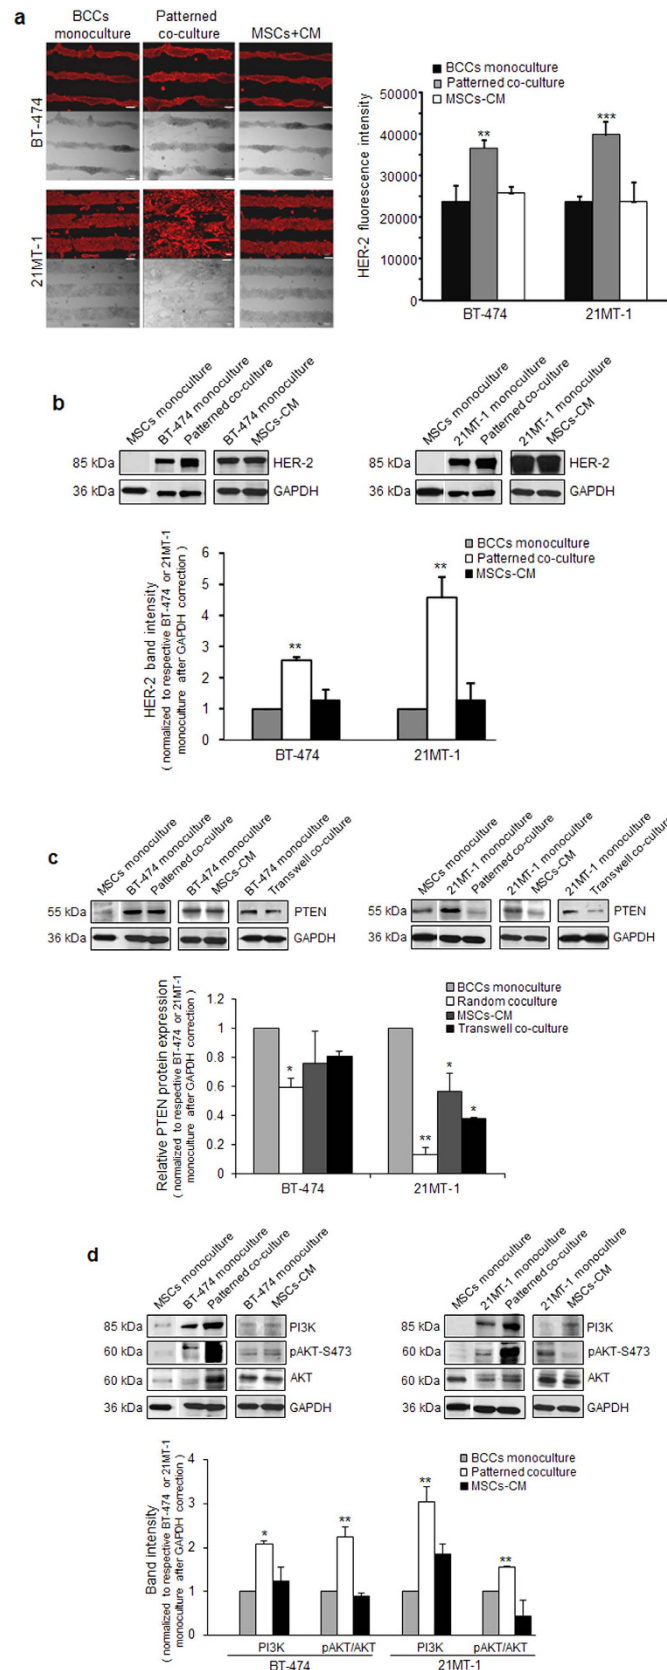 a
BCCs monoculture
Patterned co-culture
MSCs+CM
BT-474
21MT-1
BCCs monoculture
Patterned co-culture
MSCs-CM
HER-2 fluorescence intensity
50000
40000
30000
20000
10000
0
**
***
BT-474
21MT-1
b
MSCs monoculture
BT-474 monoculture
Patterned co-culture
BT-474 monoculture
MSCs-CM
85 kDa
HER-2
36 kDa
GAPDH
MSCs monoculture
21MT-1 monoculture
Patterned co-culture
21MT-1 monoculture
MSCs-CM
85 kDa
HER-2
36 kDa
GAPDH
BCCs monoculture
Patterned co-culture
MSCs-CM
HER-2 band intensity
( normalized to respective BT-474 or 21MT-1
monoculture after GAPDH correction )
6
5
4
3
2
1
0
**
**
BT-474
21MT-1
c
MSCs monoculture
BT-474 monoculture
Patterned co-culture
BT-474 monoculture
MSCs-CM
BT-474 monoculture
Transwell co-culture
55 kDa
PTEN
36 kDa
GAPDH
MSCs monoculture
21MT-1 monoculture
Patterned co-culture
21MT-1 monoculture
MSCs-CM
21MT-1 monoculture
Transwell co-culture
55 kDa
PTEN
36 kDa
GAPDH
BCCs monoculture
Random coculture
MSCs-CM
Transwell co-culture
Relative PTEN protein expression
( normalized to respective BT-474 or 21MT-1
monoculture after GAPDH correction )
1.2
1
0.8
0.6
0.4
0.2
0
*
**
*
*
BT-474
21MT-1
d
MSCs monoculture
BT-474 monoculture
Patterned co-culture
BT-474 monoculture
MSCs-CM
85 kDa
PI3K
60 kDa
pAKT-S473
60 kDa
AKT
36 kDa
GAPDH
MSCs monoculture
21MT-1 monoculture
Patterned co-culture
21MT-1 monoculture
MSCs-CM
85 kDa
PI3K
60 kDa
pAKT-S473
60 kDa
AKT
36 kDa
GAPDH
BCCs monoculture
Patterned coculture
MSCs-CM
Band intensity
( normalized to respective BT-474 or 21MT-1
monoculture after GAPDH correction )
4
3
2
1
0
*
**
**
**
PI3K
pAKT/AKT
PI3K
pAKT/AKT
BT-474
21MT-1